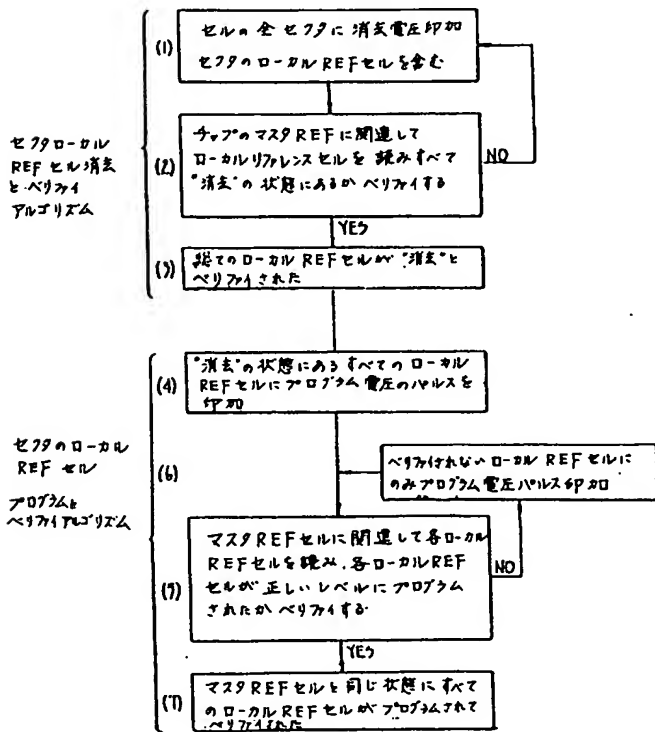 (1)
セルの全セクタに消去電圧印加
セクタのローカルREFセルを含む
セクタローカル
REFセル消去
とベリファイ
アルゴリズム
(2)
チップのマスタREFに関連して
ローカルリファレンスセルを読みすべて
"消去"の状態にあるかベリファイする
NO
YES
(3)
総てのローカルREFセルが"消去"と
ベリファイされた
(4)
"消去"の状態にあるすべてのローカル
REFセルにプログラム電圧のパルスを
印加
セクタのローカル
REFセル
プログラムと
ベリファイアルゴリズム
(6)
ベリファイされないローカルREFセルに
のみプログラム電圧パルス印加
(5)
マスタREFセルに関連して各ローカル
REFセルを読み、各ローカルREF
セルが正しいレベルにプログラム
されたかベリファイする
NO
YES
(7)
マスタREFセルと同じ状態にすべて
のローカルREFセルがプログラムされて
ベリファイされた